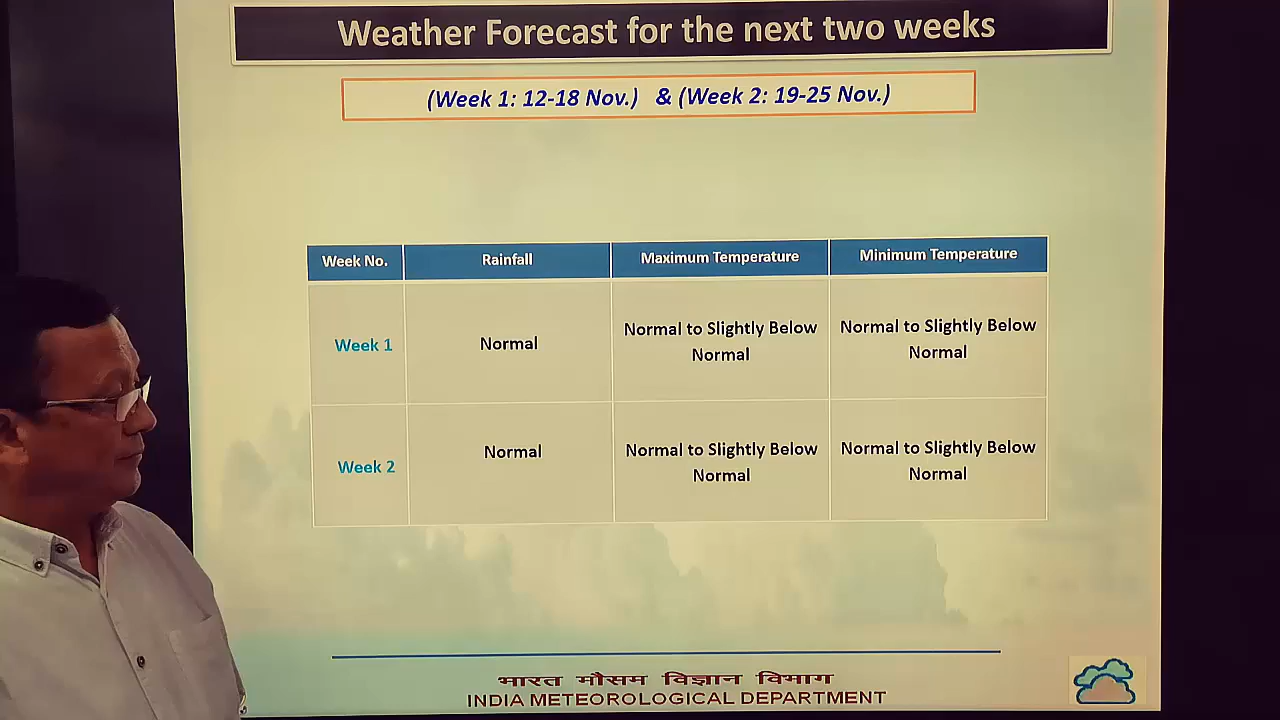 Weather Forecast for the next two weeks
(Week 1: 12-18 Nov.) & (Week 2: 19-25 Nov.)
Week No. Rainfall Maximum Temperature Minimum Temperature
Week 1 Normal Normal to Slightly Below Normal Normal to Slightly Below Normal
Week 2 Normal Normal to Slightly Below Normal Normal to Slightly Below Normal
भारत मौसम विज्ञान विभाग
INDIA METEOROLOGICAL DEPARTMENT